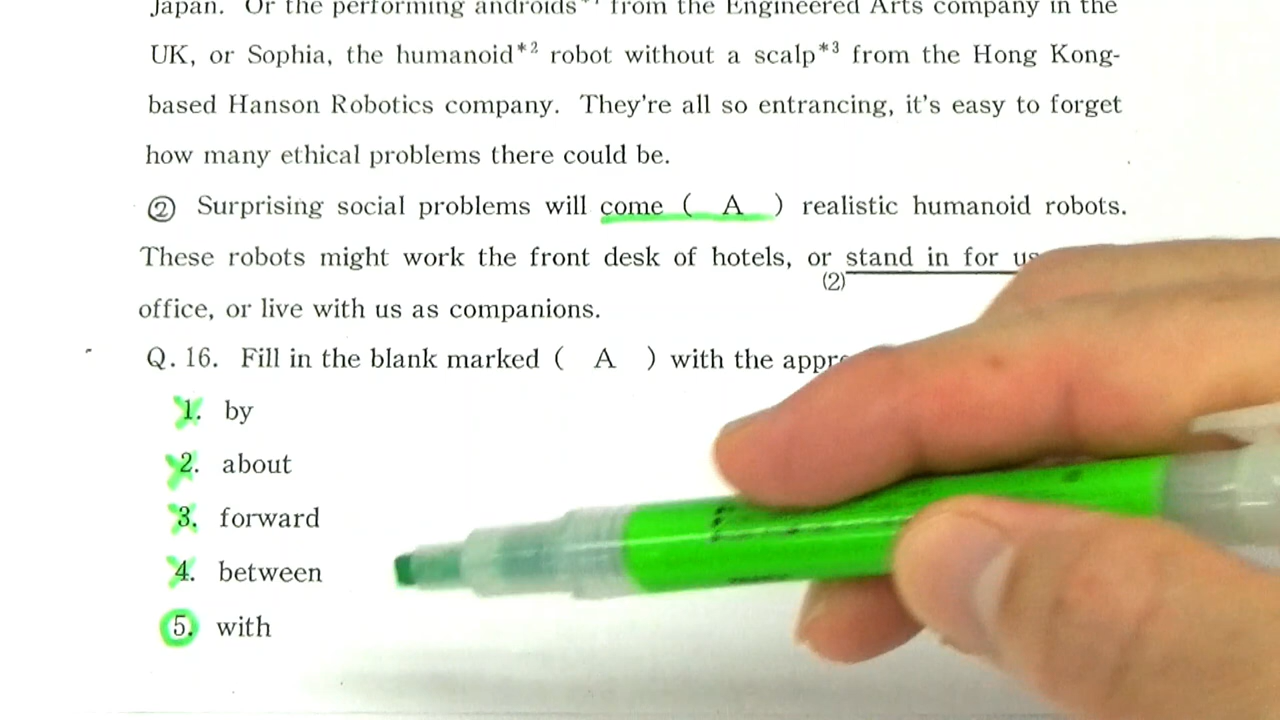 Japan. Or the performing androids*¹ from the Engineered Arts company in the
UK, or Sophia, the humanoid*2 robot without a scalp*3 from the Hong Kong-
based Hanson Robotics company. They're all so entrancing, it's easy to forget
how many ethical problems there could be.
② Surprising social problems will come ( A ) realistic humanoid robots.
These robots might work the front desk of hotels, or stand in for us
(2)
office, or live with us as companions.
Q. 16. Fill in the blank marked ( A ) with the
1. by
2. about
3. forward
4. between
5. with